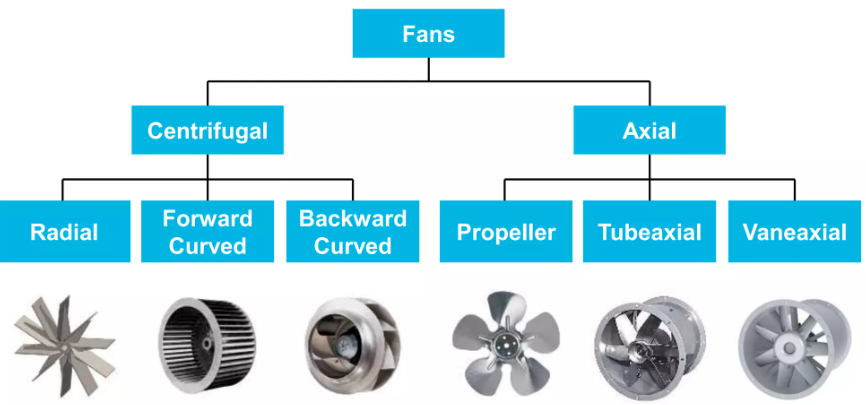 Fans
Centrifugal
Axial
Radial
Forward
Curved
Backward
Curved
Propeller
Tubeaxial
Vaneaxial